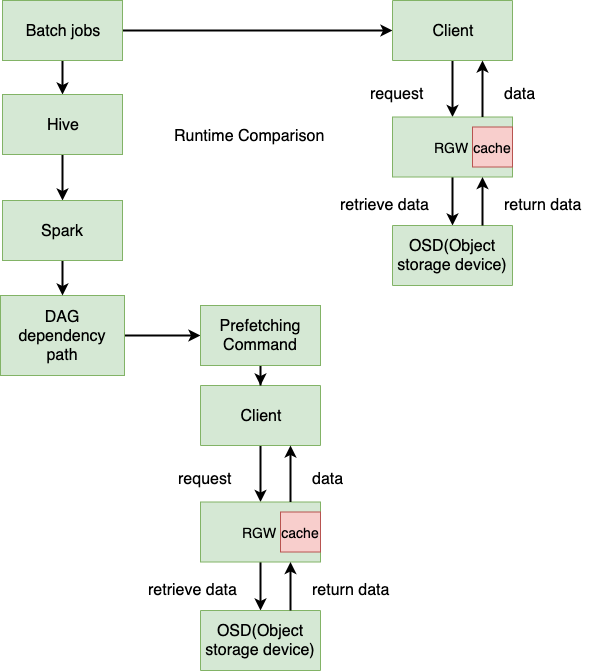 Batch jobs
Client
request
data
Hive
Runtime Comparison
RGW
cache
retrieve data
return data
Spark
OSD(Object
storage device)
DAG
dependency
path
Prefetching
Command
Client
request
data
RGW
cache
retrieve data
return data
OSD(Object
storage device)